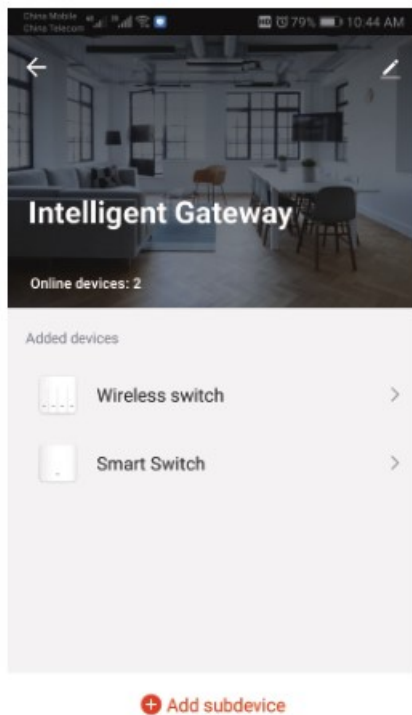 China Mobile
China Telecom
HD 79% 10:44 AM
Intelligent Gateway
Online devices: 2
Added devices
Wireless switch
Smart Switch
Add subdevice